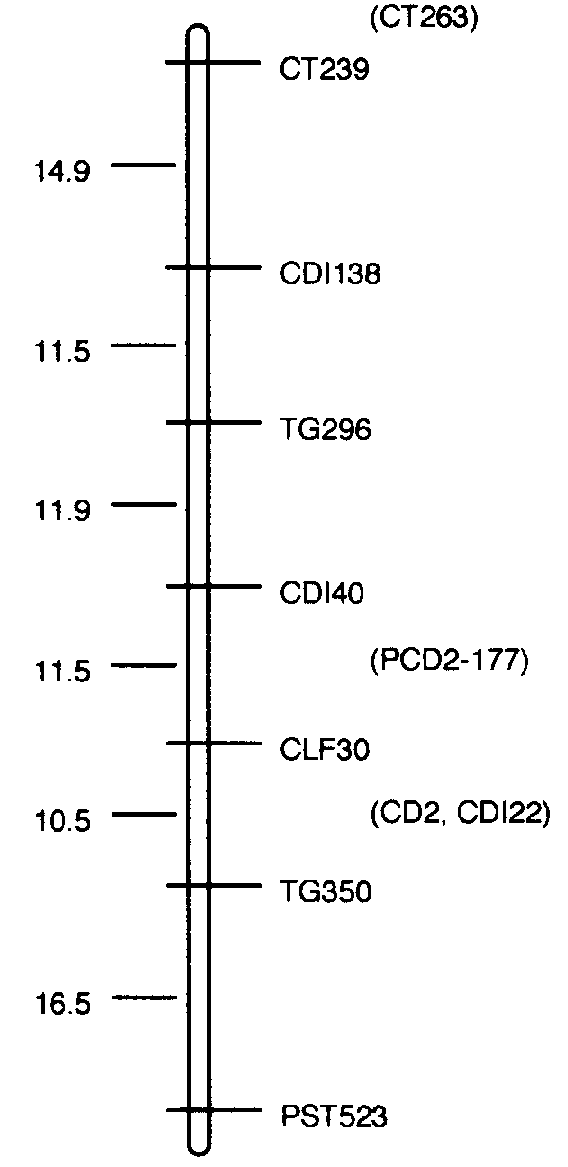 (CT263)
CT239
14.9
CDI138
11.5
TG296
11.9
CDI40
(PCD2-177)
11.5
CLF30
(CD2, CDI22)
10.5
TG350
16.5
PST523